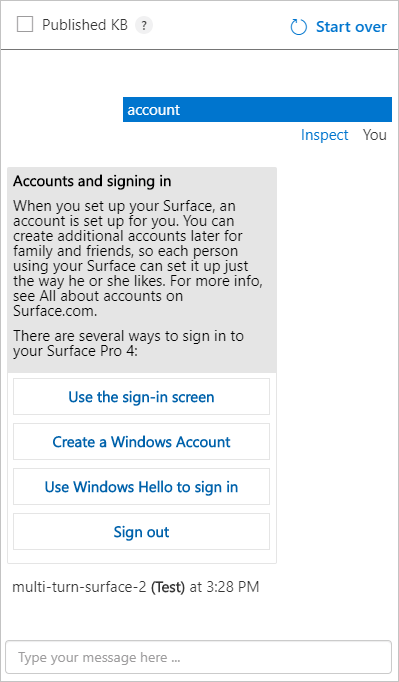 Published KB ? Start over
account
Inspect You
Accounts and signing in
When you set up your Surface, an
account is set up for you. You can
create additional accounts later for
family and friends, so each person
using your Surface can set it up just
the way he or she likes. For more info,
see All about accounts on
Surface.com.
There are several ways to sign in to
your Surface Pro 4:
Use the sign-in screen
Create a Windows Account
Use Windows Hello to sign in
Sign out
multi-turn-surface-2 (Test) at 3:28 PM
Type your message here ...